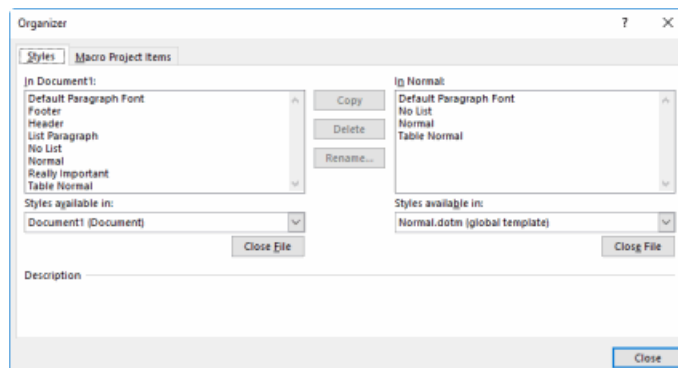 Organizer ? ×
Styles Macro Project Items
In Document1:
Default Paragraph Font
Footer
Header
List Paragraph
No List
Normal
Really Important
Table Normal
Styles available in:
Document1 (Document)
Close File
Copy
Delete
Rename...
In Normal:
Default Paragraph Font
No List
Normal
Table Normal
Styles available in:
Normal.dotm (global template)
Close File
Description
Close